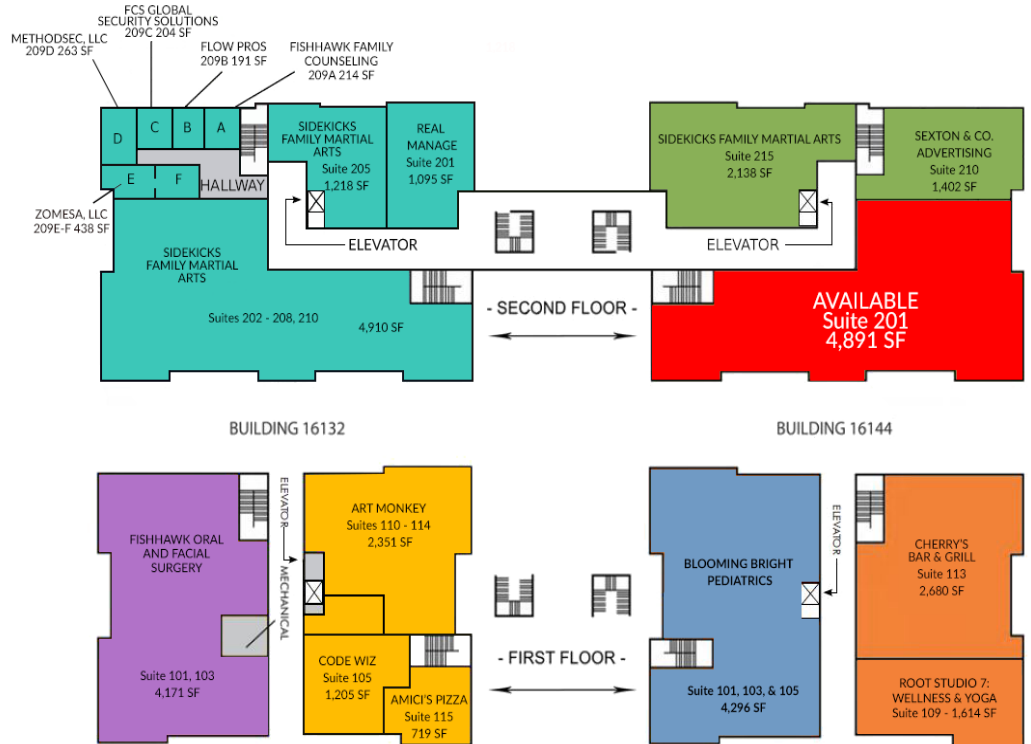 FCS GLOBAL
SECURITY SOLUTIONS
209C 204 SF
METHODSEC, LLC
209D 263 SF
FLOW PROS
209B 191 SF
FISHHAWK FAMILY
COUNSELING
209A 214 SF
D
C
B
A
E
F
HALLWAY
ZOMESA, LLC
209E-F 438 SF
SIDEKICKS
FAMILY MARTIAL
ARTS
Suite 205
1,218 SF
REAL
MANAGE
Suite 201
1,095 SF
ELEVATOR
SIDEKICKS
FAMILY MARTIAL
ARTS
Suites 202 - 208, 210
4,910 SF
- SECOND FLOOR -
SIDEKICKS FAMILY MARTIAL ARTS
Suite 215
2,138 SF
SEXTON & CO.
ADVERTISING
Suite 210
1,402 SF
ELEVATOR
AVAILABLE
Suite 201
4,891 SF
BUILDING 16132
BUILDING 16144
FISHHAWK ORAL
AND FACIAL
SURGERY
Suite 101, 103
4,171 SF
ELEVATOR
MECHANICAL
ART MONKEY
Suites 110 - 114
2,351 SF
CODE WIZ
Suite 105
1,205 SF
AMICI'S PIZZA
Suite 115
719 SF
- FIRST FLOOR -
BLOOMING BRIGHT
PEDIATRICS
Suite 101, 103, & 105
4,296 SF
ELEVATOR
CHERRY'S
BAR & GRILL
Suite 113
2,680 SF
ROOT STUDIO 7:
WELLNESS & YOGA
Suite 109 - 1,614 SF